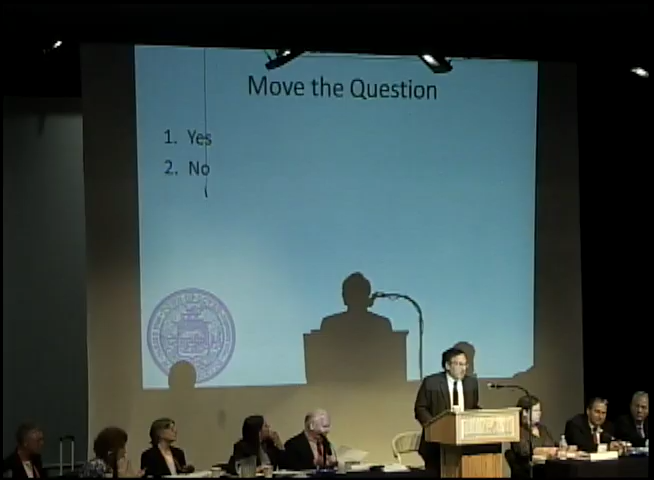 Move the Question
1. Yes
2. No